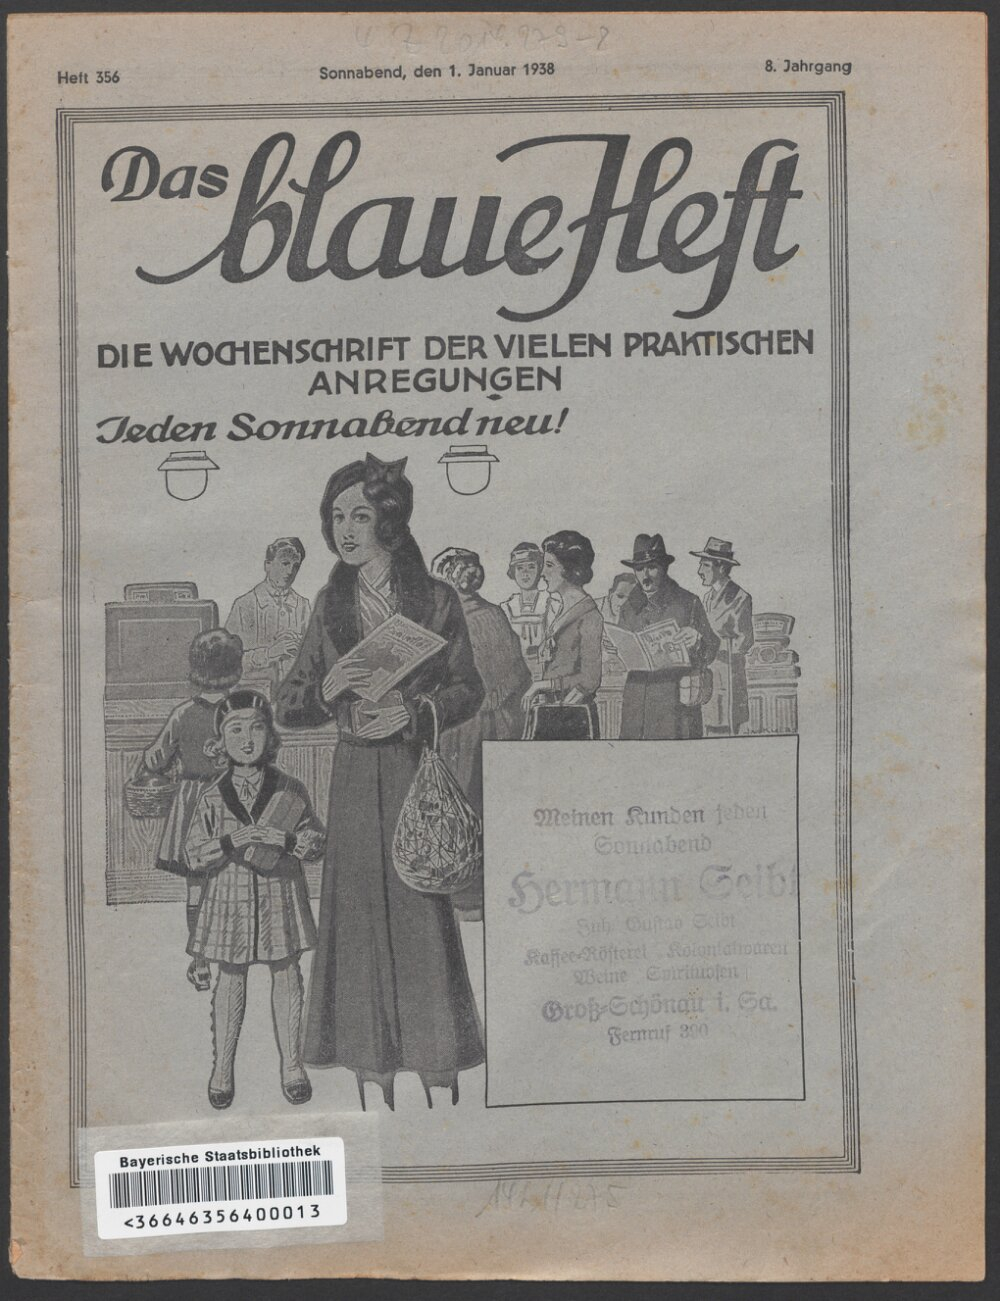 Heft 356
Sonnabend, den 1. Januar 1938
8. Jahrgang
Das blaue Heft
DIE WOCHENSCHRIFT DER VIELEN PRAKTISCHEN
ANREGUNGEN
Jeden Sonnabend neu!
Meinen Kunden jeden
Sonnabend
Hermann Seibt
Inh. Gustav Seibt
Kaffee-Rösterei Kolonialwaren
Weine Spirituosen
Groß-Schönau i. Sa.
Fernruf 390
Bayerische Staatsbibliothek
<36646356400013